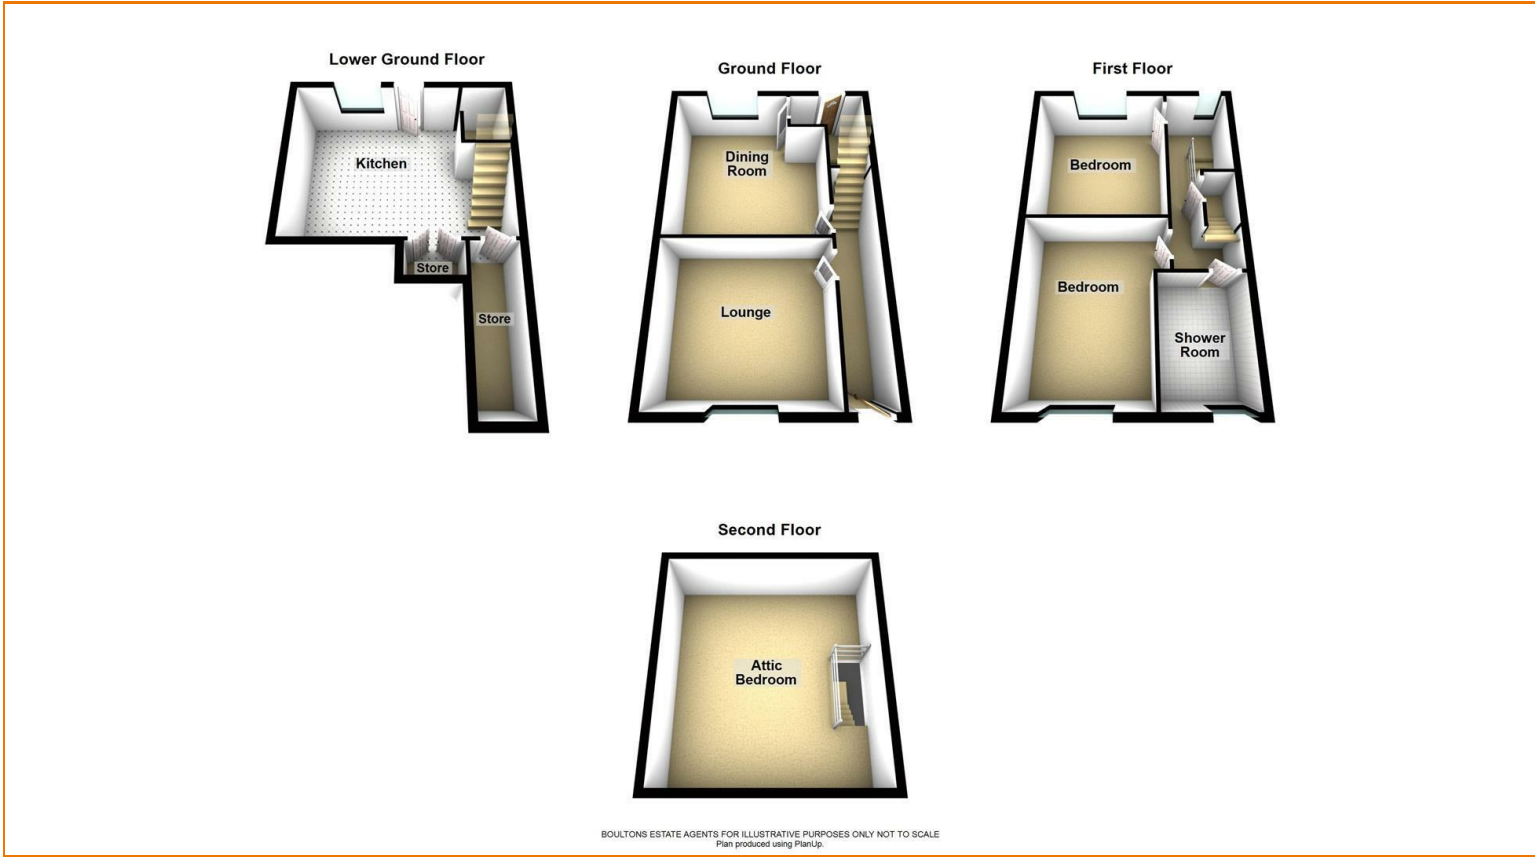 Lower Ground Floor
Ground Floor
First Floor
Kitchen
Store
Store
Dining
Room
Lounge
Bedroom
Bedroom
Shower
Room
Second Floor
Attic
Bedroom
BOULTONS ESTATE AGENTS FOR ILLUSTRATIVE PURPOSES ONLY NOT TO SCALE
Plan produced using PlanUp.